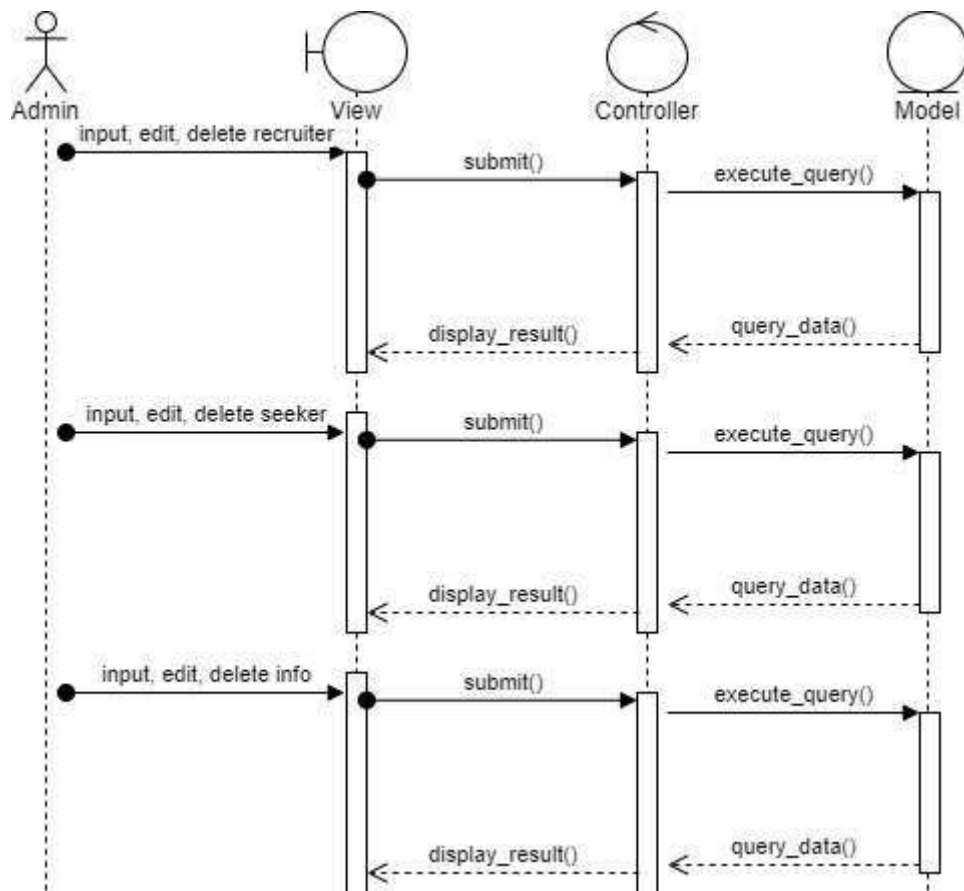 Admin
View
Controller
Model
input, edit, delete recruiter
submit()
execute_query()
display_result()
query_data()
input, edit, delete seeker
submit()
execute_query()
display_result()
query_data()
input, edit, delete info
submit()
execute_query()
display_result()
query_data()